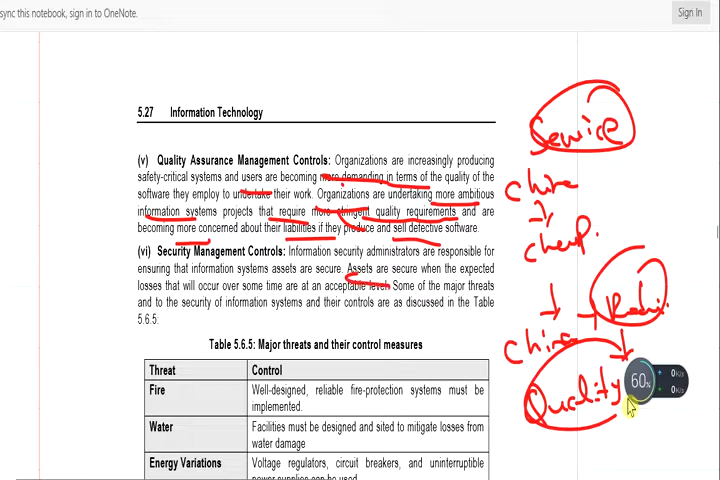 sync this notebook, sign in to OneNote.
Sign In
5.27 Information Technology
(v) Quality Assurance Management Controls: Organizations are increasingly producing
safety-critical systems and users are becoming more demanding in terms of the quality of the
software they employ to undertake their work. Organizations are undertaking more ambitious
information systems projects that require more stringent quality requirements and are
becoming more concerned about their liabilities if they produce and sell defective software.
(vi) Security Management Controls: Information security administrators are responsible for
ensuring that information systems assets are secure. Assets are secure when the expected
losses that will occur over some time are at an acceptable level. Some of the major threats
and to the security of information systems and their controls are as discussed in the Table
5.6.5:
Table 5.6.5: Major threats and their control measures
Threat Control
Fire Well-designed, reliable fire-protection systems must be
implemented.
Water Facilities must be designed and sited to mitigate losses from
water damage
Energy Variations Voltage regulators, circuit breakers, and uninterruptible
power supplies can be used.
Service
China
cheap.
China
Quality
60%
+ 0K/s
+ 0K/s